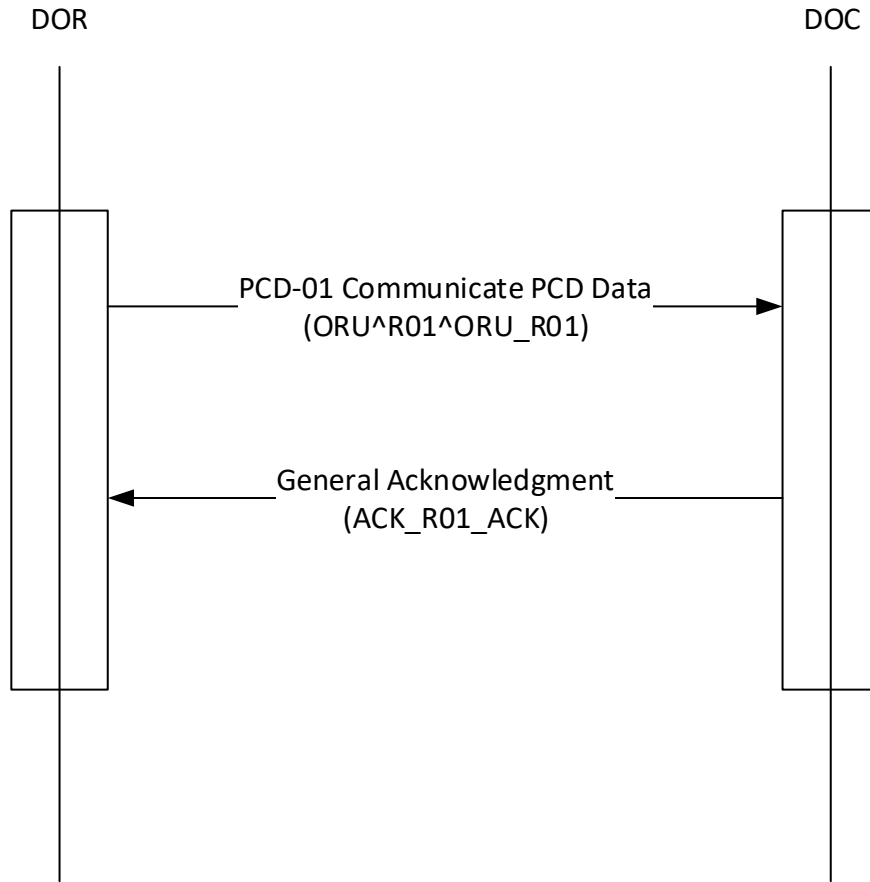 DOR
DOC
PCD-01 Communicate PCD Data
(ORU^R01^ORU_R01)
General Acknowledgment
(ACK_R01_ACK)